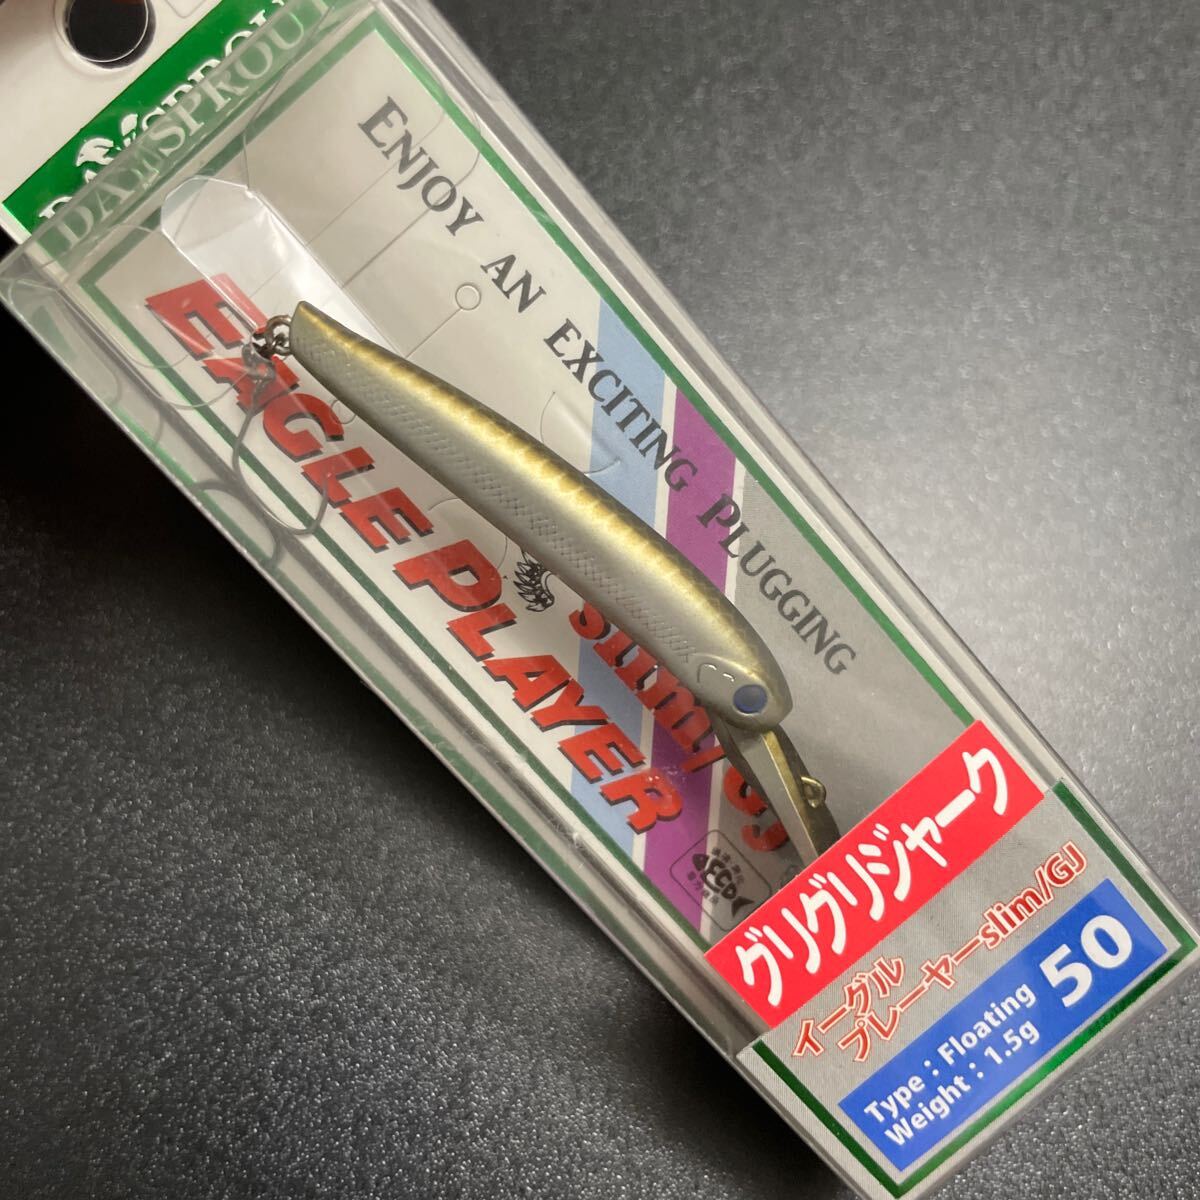 DAYSPROUT
ENJOY AN EXCITING PLUGGING
EAGLE PLAYER
slim/GJ
FECO
グリグリジャーク
イーグル
プレーヤーslim/GJ
Type : Floating
Weight : 1.5g
50